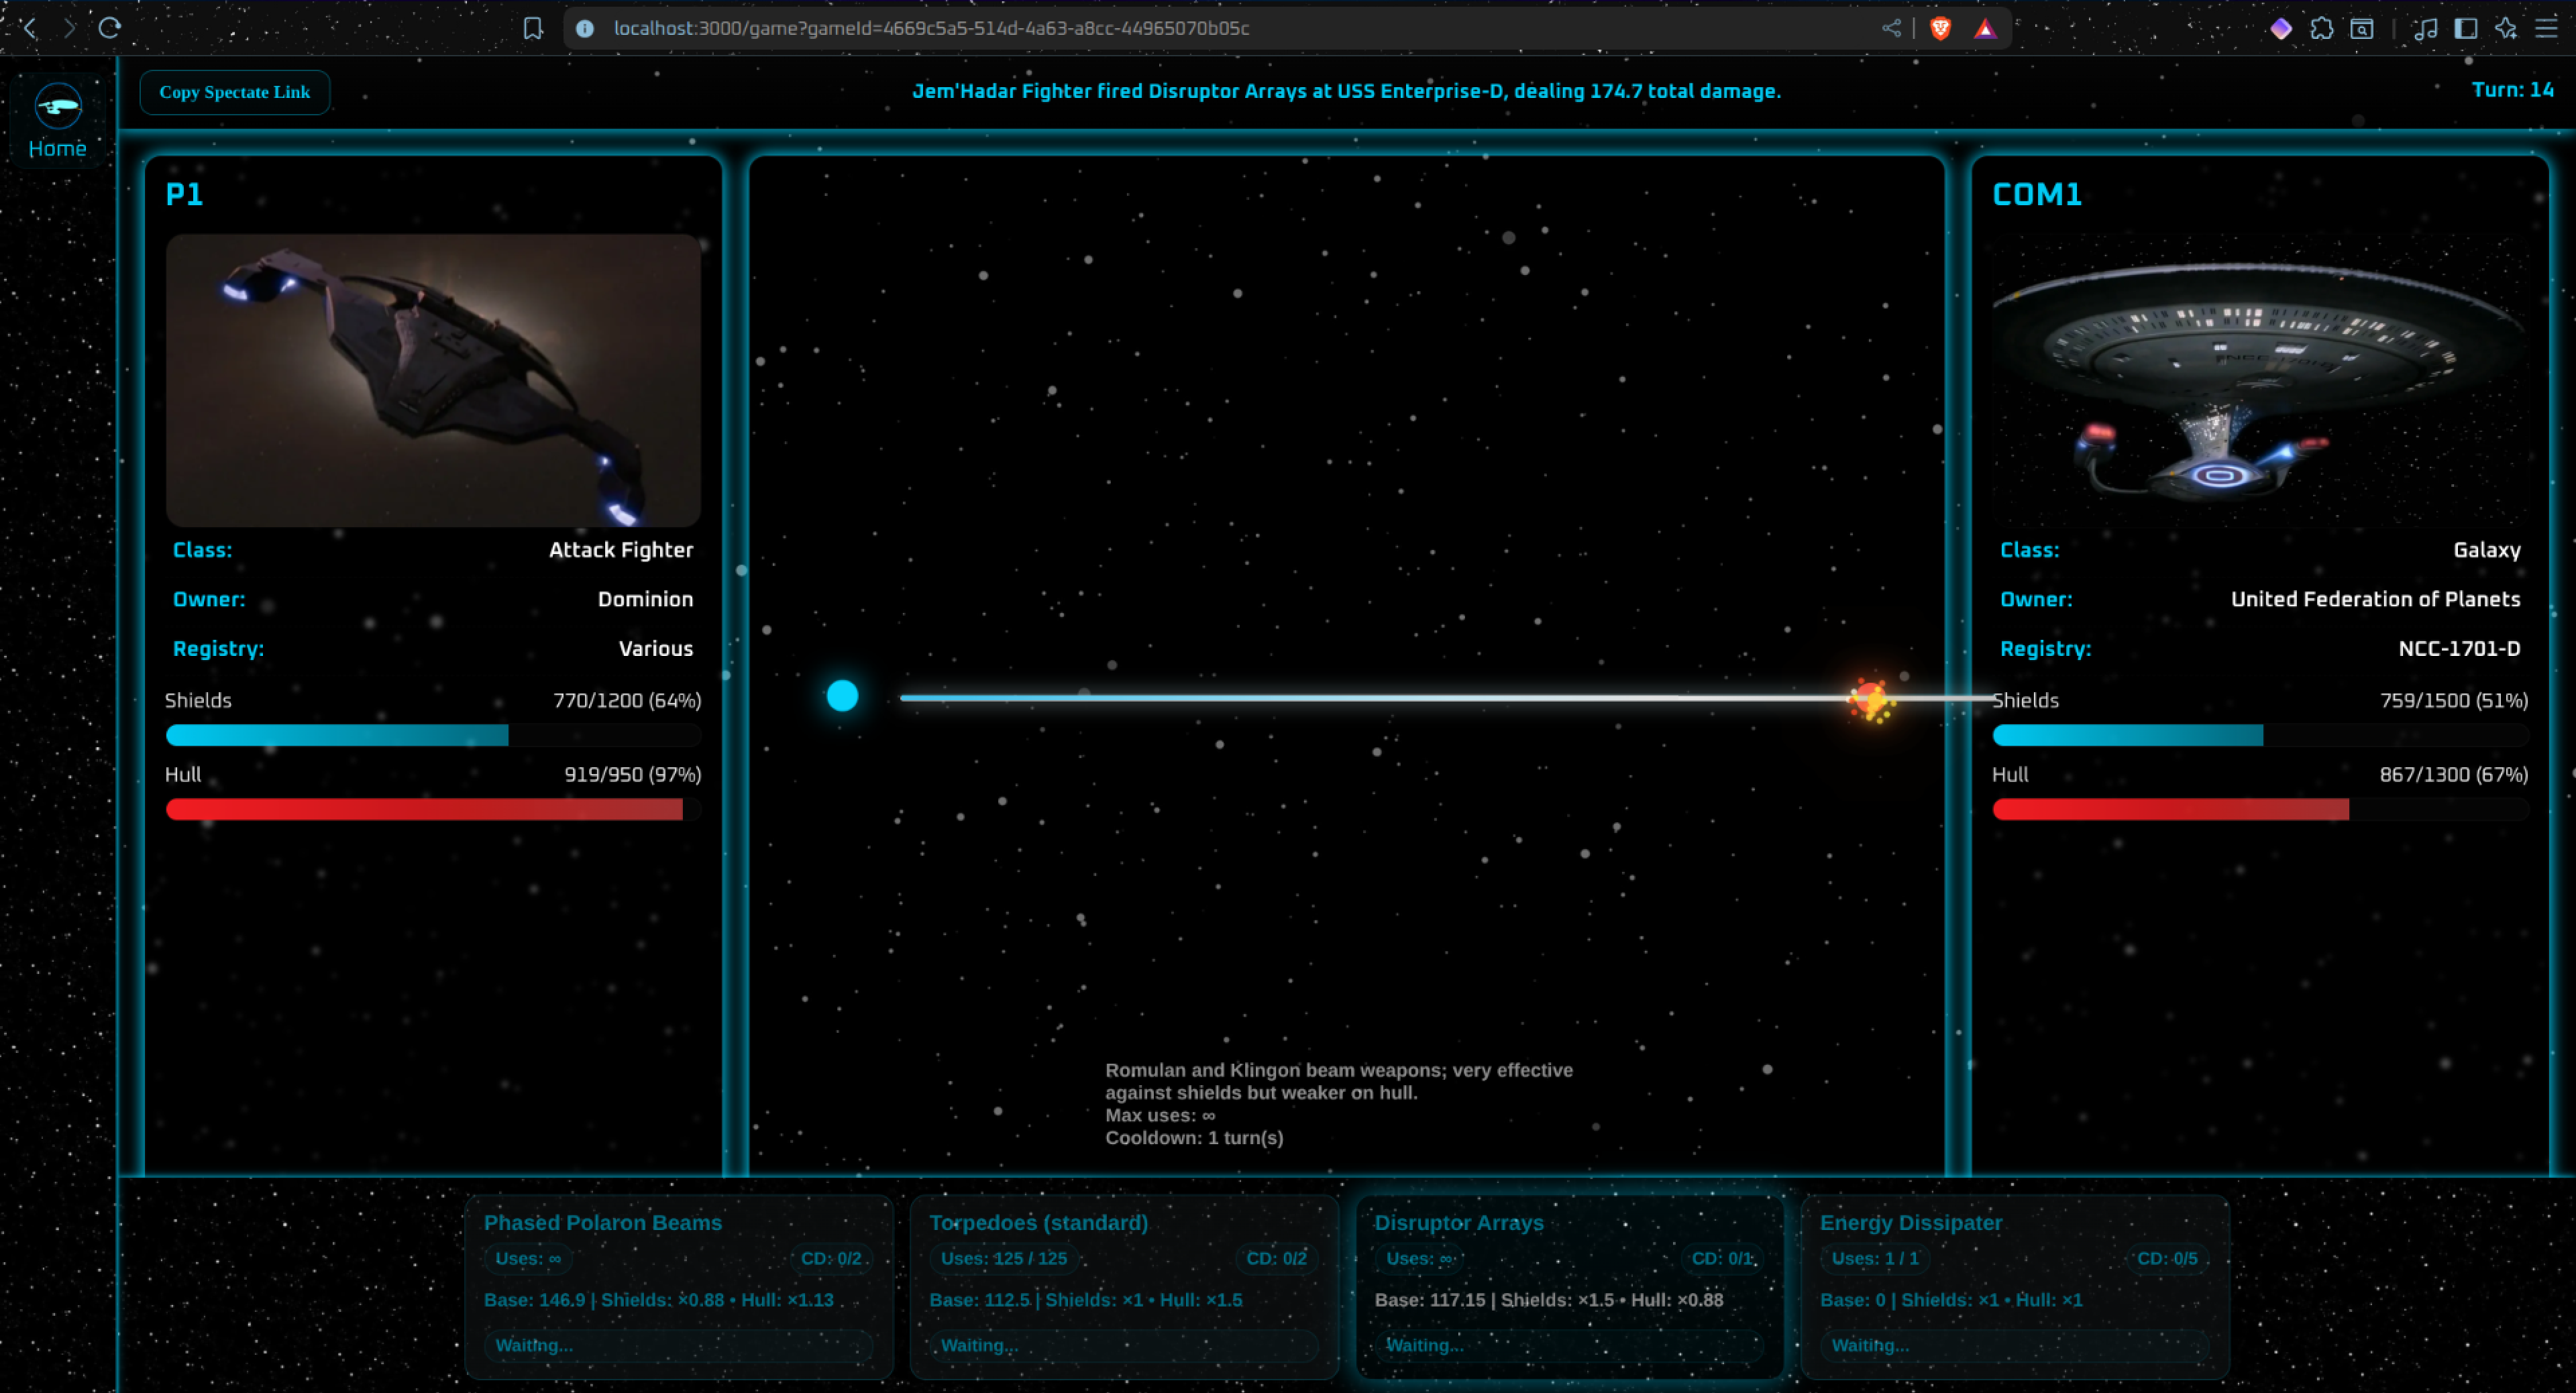 localhost:3000/game?gameId=4669c5a5-514d-4a63-a8cc-44965070b05c
Home
Copy Spectate Link
Jem'Hadar Fighter fired Disruptor Arrays at USS Enterprise-D, dealing 174.7 total damage.
Turn: 14
P1
Class: Attack Fighter
Owner: Dominion
Registry: Various
Shields 770/1200 (64%)
Hull 919/950 (97%)
COM1
Class: Galaxy
Owner: United Federation of Planets
Registry: NCC-1701-D
Shields 759/1500 (51%)
Hull 867/1300 (67%)
Romulan and Klingon beam weapons; very effective
against shields but weaker on hull.
Max uses: ∞
Cooldown: 1 turn(s)
Phased Polaron Beams
Uses: ∞ CD: 0/2
Base: 146.9 | Shields: ×0.88 • Hull: ×1.13
Waiting...
Torpedoes (standard)
Uses: 125 / 125 CD: 0/2
Base: 112.5 | Shields: ×1 • Hull: ×1.5
Waiting...
Disruptor Arrays
Uses: ∞ CD: 0/1
Base: 117.15 | Shields: ×1.5 • Hull: ×0.88
Waiting...
Energy Dissipater
Uses: 1 / 1 CD: 0/5
Base: 0 | Shields: ×1 • Hull: ×1
Waiting...